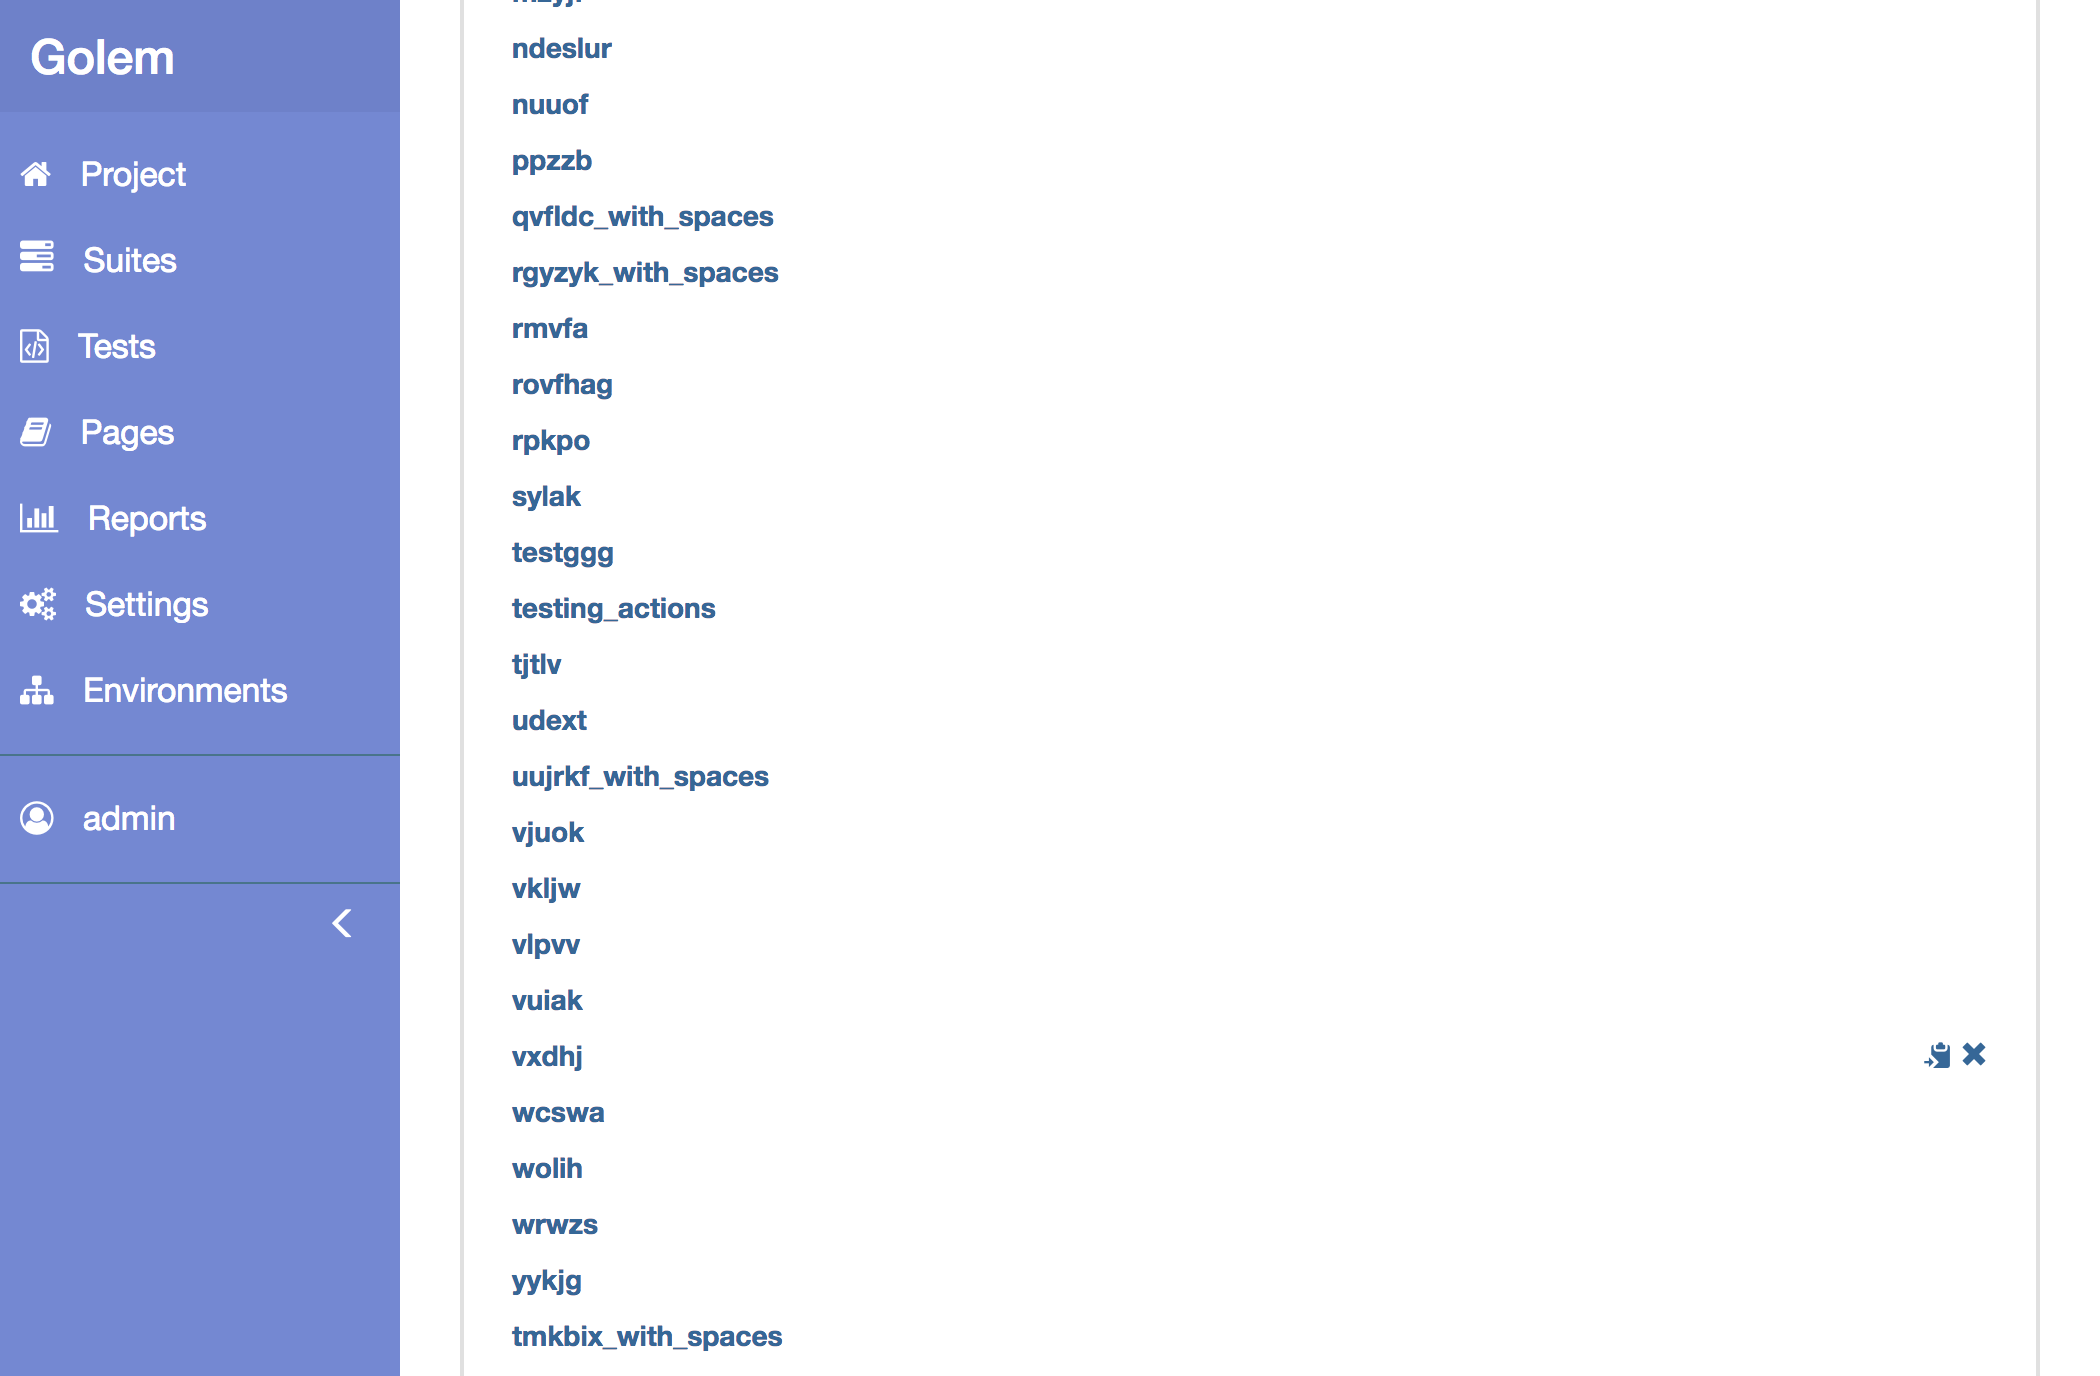 Golem
Project
Suites
Tests
Pages
Reports
Settings
Environments
admin
ndeslur
nuuof
ppzzb
qvfldc_with_spaces
rgyzyk_with_spaces
rmvfa
rovfhag
rpkpo
sylak
testggg
testing_actions
tjtlv
udext
uujrkf_with_spaces
vjuok
vkljw
vlpvv
vuiak
vxdhj
wcswa
wolih
wrwzs
yykjg
tmkbix_with_spaces